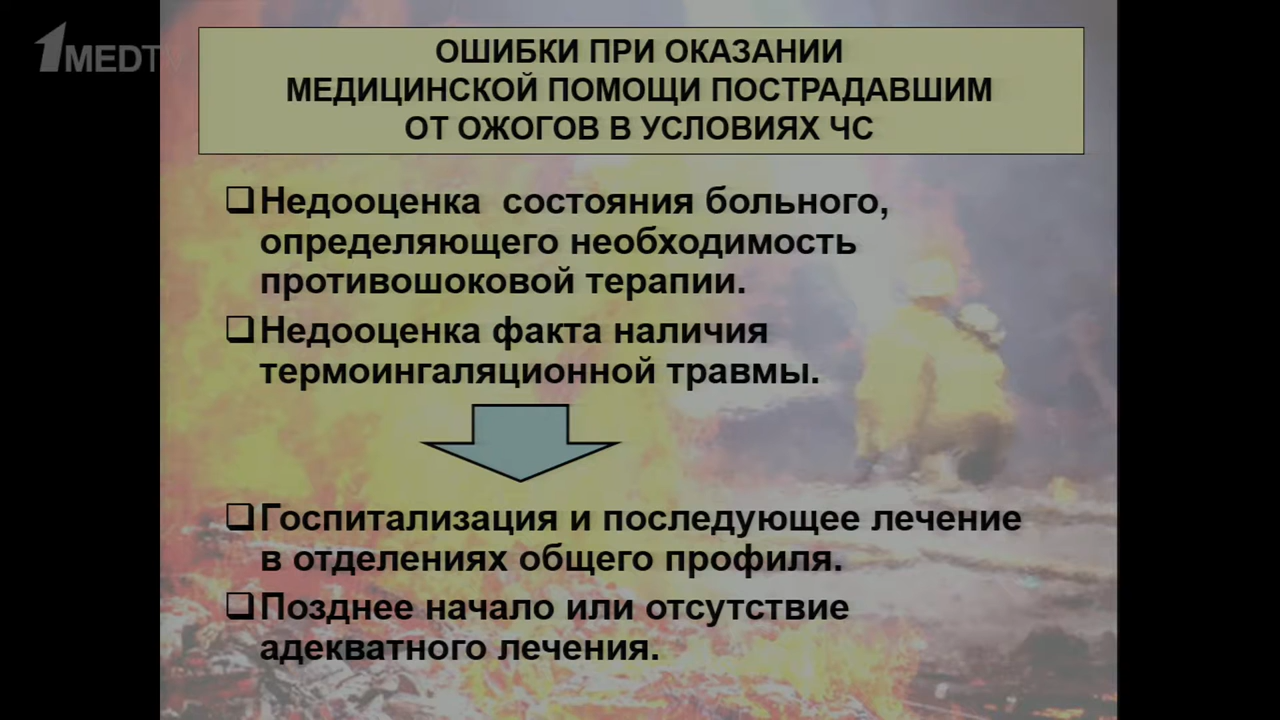 1MEDTV
ОШИБКИ ПРИ ОКАЗАНИИ
МЕДИЦИНСКОЙ ПОМОЩИ ПОСТРАДАВШИМ
ОТ ОЖОГОВ В УСЛОВИЯХ ЧС
Недооценка состояния больного,
определяющего необходимость
противошоковой терапии.
Недооценка факта наличия
термоингаляционной травмы.
Госпитализация и последующее лечение
в отделениях общего профиля.
Позднее начало или отсутствие
адекватного лечения.